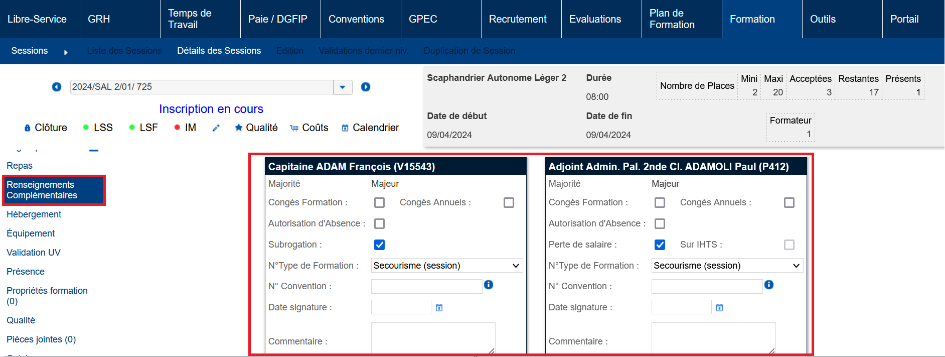 Libre-Service GRH Temps de Travail Paie / DGFIP Conventions GPEC Recrutement Evaluations Plan de Formation Formation Outils Portail
Sessions Liste des Sessions Détails des Sessions Edition Validations dernier niv. Duplication de Session
2024/SAL 2/01/ 725
Inscription en cours
Clôture LSS LSF IM Qualité Coûts Calendrier
Scaphandrier Autonome Léger 2
Durée
08:00
Nombre de Places
Mini Maxi Acceptées Restantes Présents
2 20 3 17 1
Date de début
09/04/2024
Date de fin
09/04/2024
Formateur
1
Repas
Renseignements
Complémentaires
Hébergement
Équipement
Validation UV
Présence
Propriétés formation
(0)
Qualité
Pièces jointes (0)
Capitaine ADAM François (V15543)
Majorité Majeur
Congés Formation : Congés Annuels :
Autorisation d'Absence :
Subrogation :
N°Type de Formation : Secourisme (session)
N° Convention :
Date signature :
Commentaire :
Adjoint Admin. Pal. 2nde Cl. ADAMOLI Paul (P412)
Majorité Majeur
Congés Formation : Congés Annuels :
Autorisation d'Absence :
Perte de salaire : Sur IHTS :
N°Type de Formation : Secourisme (session)
N° Convention :
Date signature :
Commentaire :